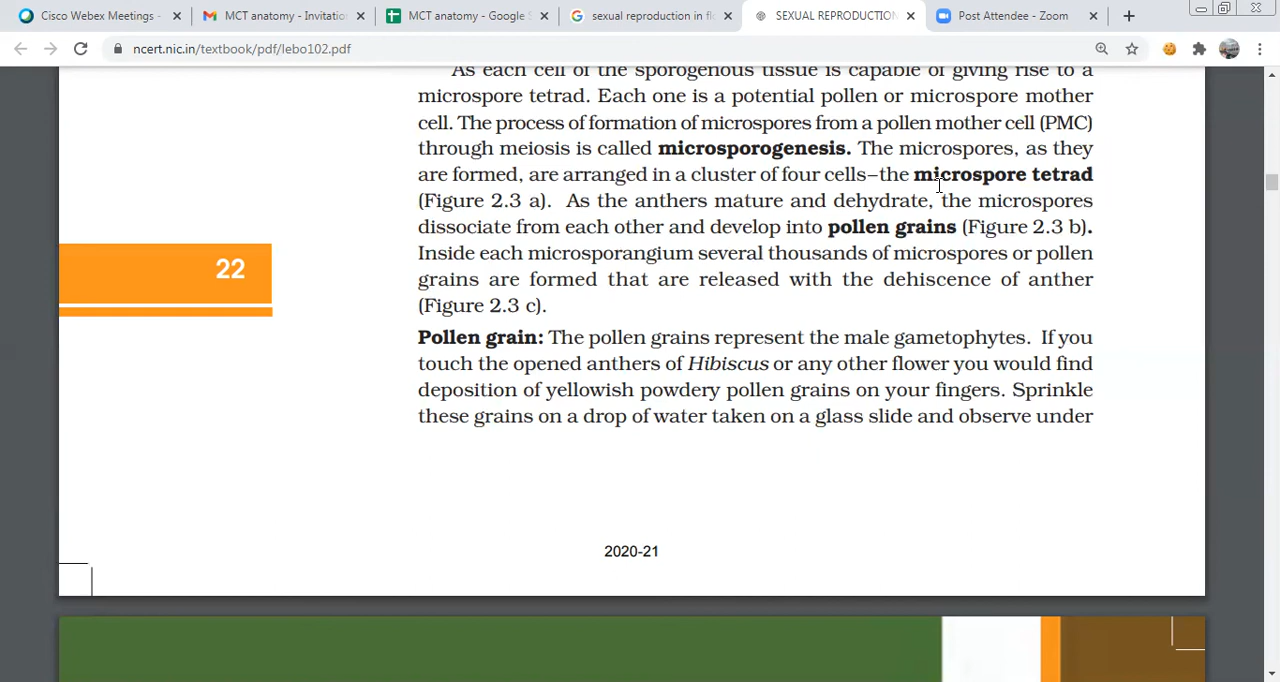 Cisco Webex Meetings -
MCT anatomy - Invitatio
MCT anatomy - Google S
sexual reproduction in fl
SEXUAL REPRODUCTION
Post Attendee - Zoom
ncert.nic.in/textbook/pdf/lebo102.pdf
As each cell of the sporogenous tissue is capable of giving rise to a
microspore tetrad. Each one is a potential pollen or microspore mother
cell. The process of formation of microspores from a pollen mother cell (PMC)
through meiosis is called microsporogenesis. The microspores, as they
are formed, are arranged in a cluster of four cells–the microspore tetrad
(Figure 2.3 a). As the anthers mature and dehydrate, the microspores
dissociate from each other and develop into pollen grains (Figure 2.3 b).
Inside each microsporangium several thousands of microspores or pollen
grains are formed that are released with the dehiscence of anther
(Figure 2.3 c).
22
Pollen grain: The pollen grains represent the male gametophytes. If you
touch the opened anthers of Hibiscus or any other flower you would find
deposition of yellowish powdery pollen grains on your fingers. Sprinkle
these grains on a drop of water taken on a glass slide and observe under
2020-21